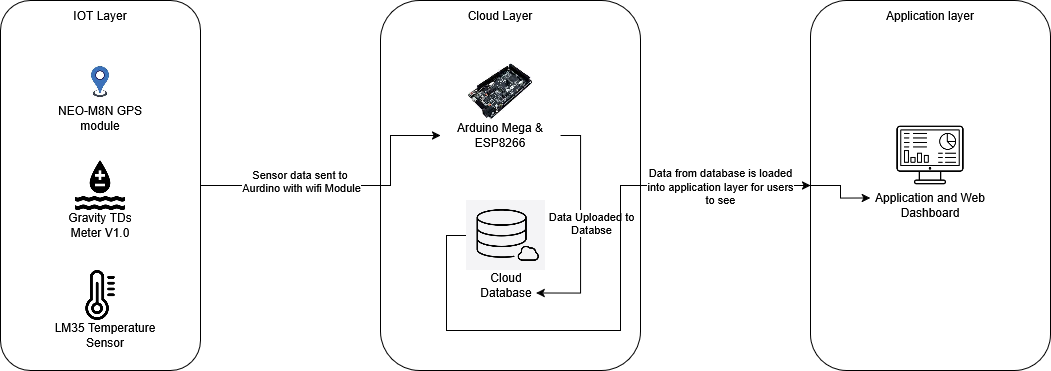 IOT Layer
NEO-M8N GPS
module
Gravity TDs
Meter V1.0
LM35 Temperature
Sensor
Sensor data sent to
Aurdino with wifi Module
Cloud Layer
Arduino Mega &
ESP8266
Data Uploaded to
Databse
Cloud
Database
Data from database is loaded
into application layer for users
to see
Application layer
Application and Web
Dashboard